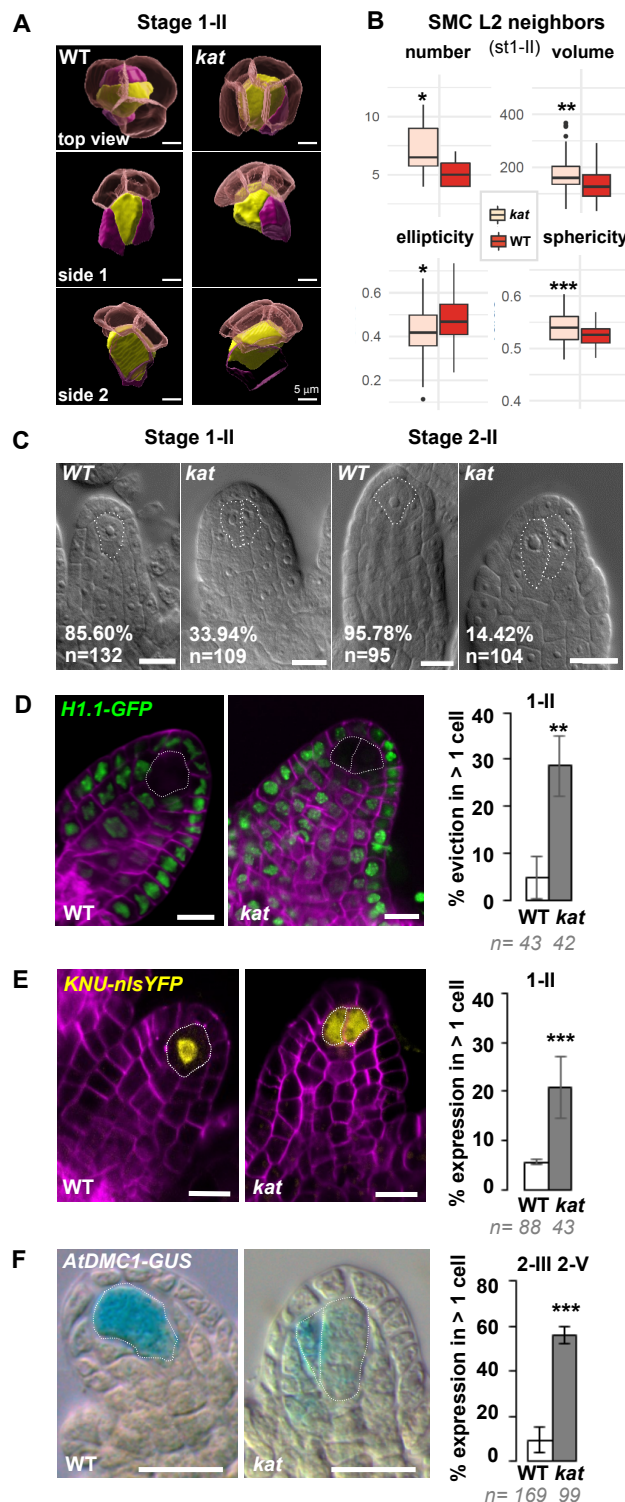 A
Stage 1-II
WT
kat
top view
side 1
side 2
5 µm
B
SMC L2 neighbors
(st1-II)
number
volume
*
**
10
5
400
200
kat
WT
ellipticity
sphericity
*
***
0.6
0.4
0.2
0.6
0.5
0.4
C
Stage 1-II
Stage 2-II
WT
kat
WT
kat
85.60%
n=132
33.94%
n=109
95.78%
n=95
14.42%
n=104
D
H1.1-GFP
WT
kat
1-II
% eviction in > 1 cell
40
30
20
10
0
**
WT kat
n= 43 42
E
KNU-nlsYFP
WT
kat
1-II
% expression in > 1 cell
40
30
20
10
0
***
WT kat
n= 88 43
F
AtDMC1-GUS
WT
kat
2-III 2-V
% expression in > 1 cell
80
60
40
20
0
***
WT kat
n= 169 99